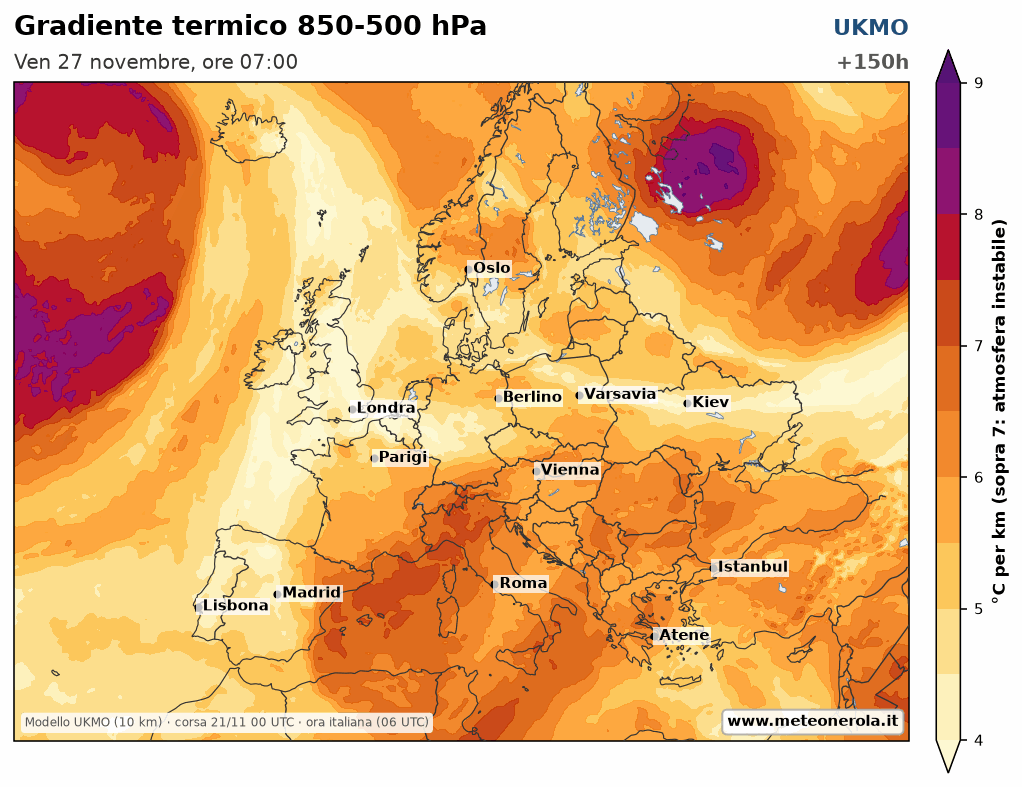 Gradiente termico 850-500 hPa
UKMO
Ven 27 novembre, ore 07:00
+150h
Oslo
Londra
Berlino
Varsavia
Kiev
Parigi
Vienna
Istanbul
Roma
Madrid
Lisbona
Atene
Modello UKMO (10 km) · corsa 21/11 00 UTC · ora italiana (06 UTC)
www.meteonerola.it
9
8
7
6
5
4
°C per km (sopra 7: atmosfera instabile)